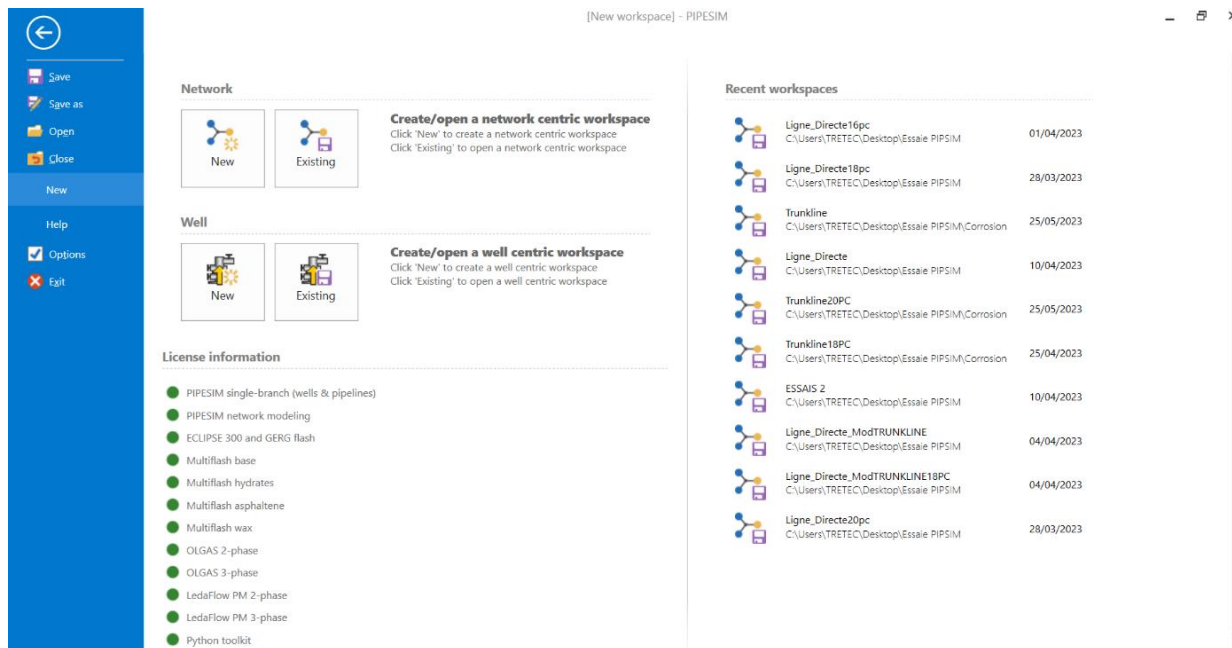 [New workspace] - PIPESIM
Save
Save as
Open
Close
New
Help
Options
Exit
Network
New
Existing
Create/open a network centric workspace
Click 'New' to create a network centric workspace
Click 'Existing' to open a network centric workspace
Well
New
Existing
Create/open a well centric workspace
Click 'New' to create a well centric workspace
Click 'Existing' to open a well centric workspace
License information
PIPESIM single-branch (wells & pipelines)
PIPESIM network modeling
ECLIPSE 300 and GERG flash
Multiflash base
Multiflash hydrates
Multiflash asphaltene
Multiflash wax
OLGAS 2-phase
OLGAS 3-phase
LedaFlow PM 2-phase
LedaFlow PM 3-phase
Python toolkit
Recent workspaces
Ligne_Directe16pc
C:\Users\TRETEC\Desktop\Essaie PIPSIM 01/04/2023
Ligne_Directe18pc
C:\Users\TRETEC\Desktop\Essaie PIPSIM 28/03/2023
Trunkline
C:\Users\TRETEC\Desktop\Essaie PIPSIM\Corrosion 25/05/2023
Ligne_Directe
C:\Users\TRETEC\Desktop\Essaie PIPSIM 10/04/2023
Trunkline20PC
C:\Users\TRETEC\Desktop\Essaie PIPSIM\Corrosion 25/05/2023
Trunkline18PC
C:\Users\TRETEC\Desktop\Essaie PIPSIM\Corrosion 25/04/2023
ESSAIS 2
C:\Users\TRETEC\Desktop\Essaie PIPSIM 10/04/2023
Ligne_Directe_ModTRUNKLINE
C:\Users\TRETEC\Desktop\Essaie PIPSIM 04/04/2023
Ligne_Directe_ModTRUNKLINE18PC
C:\Users\TRETEC\Desktop\Essaie PIPSIM 04/04/2023
Ligne_Directe20pc
C:\Users\TRETEC\Desktop\Essaie PIPSIM 28/03/2023